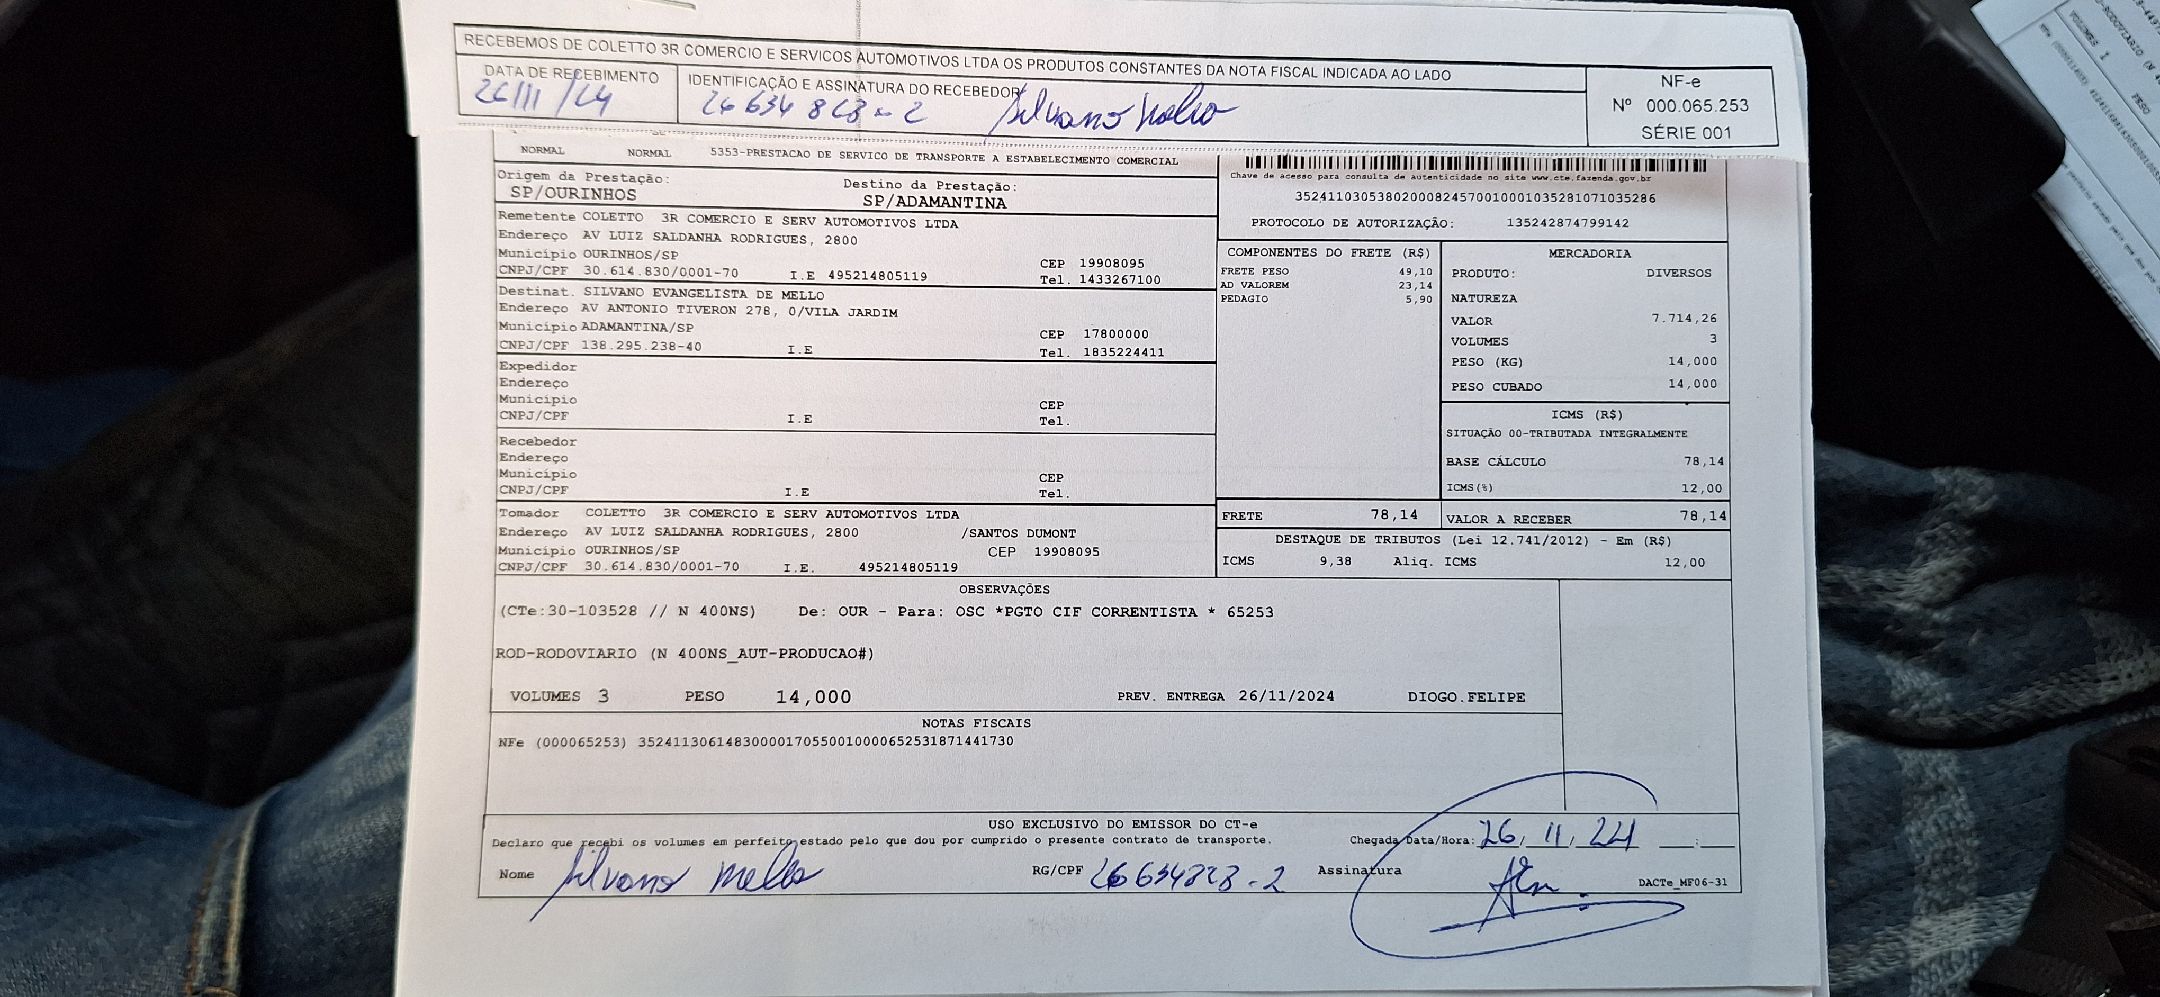 RECEBEMOS DE COLETTO 3R COMERCIO E SERVICOS AUTOMOTIVOS LTDA OS PRODUTOS CONSTANTES DA NOTA FISCAL INDICADA AO LADO
DATA DE RECEBIMENTO
26/11/24
IDENTIFICAÇÃO E ASSINATURA DO RECEBEDOR
26 634 828-2 Silvano Mello
NF-e
Nº 000.065.253
SÉRIE 001
NORMAL NORMAL 5353-PRESTACAO DE SERVICO DE TRANSPORTE A ESTABELECIMENTO COMERCIAL
Origem da Prestação:
SP/OURINHOS
Destino da Prestação:
SP/ADAMANTINA
Chave de acesso para consulta de autenticidade no site www.cte.fazenda.gov.br
35241103053802000824570010001035281071035286
PROTOCOLO DE AUTORIZAÇÃO: 135242874799142
Remetente COLETTO 3R COMERCIO E SERV AUTOMOTIVOS LTDA
Endereço AV LUIZ SALDANHA RODRIGUES, 2800
Município OURINHOS/SP CEP 19908095
CNPJ/CPF 30.614.830/0001-70 I.E 495214805119 Tel. 1433267100
Destinat. SILVANO EVANGELISTA DE MELLO
Endereço AV ANTONIO TIVERON 278, 0/VILA JARDIM
Município ADAMANTINA/SP CEP 17800000
CNPJ/CPF 138.295.238-40 I.E Tel. 1835224411
Expedidor
Endereço
Município CEP
CNPJ/CPF I.E Tel.
Recebedor
Endereço
Município CEP
CNPJ/CPF I.E Tel.
Tomador COLETTO 3R COMERCIO E SERV AUTOMOTIVOS LTDA
Endereço AV LUIZ SALDANHA RODRIGUES, 2800 /SANTOS DUMONT
Município OURINHOS/SP CEP 19908095
CNPJ/CPF 30.614.830/0001-70 I.E. 495214805119
COMPONENTES DO FRETE (R$)
FRETE PESO 49,10
AD VALOREM 23,14
PEDAGIO 5,90
MERCADORIA
PRODUTO: DIVERSOS
NATUREZA
VALOR 7.714,26
VOLUMES 3
PESO (KG) 14,000
PESO CUBADO 14,000
ICMS (R$)
SITUAÇÃO 00-TRIBUTADA INTEGRALMENTE
BASE CÁLCULO 78,14
ICMS(%) 12,00
FRETE 78,14
VALOR A RECEBER 78,14
DESTAQUE DE TRIBUTOS (Lei 12.741/2012) - Em (R$)
ICMS 9,38 Aliq. ICMS 12,00
OBSERVAÇÕES
(CTe:30-103528 // N 400NS) De: OUR - Para: OSC *PGTO CIF CORRENTISTA * 65253
ROD-RODOVIARIO (N 400NS_AUT-PRODUCAO#)
VOLUMES 3 PESO 14,000 PREV. ENTREGA 26/11/2024 DIOGO.FELIPE
NOTAS FISCAIS
NFe (000065253) 35241130614830000170550010000652531871441730
USO EXCLUSIVO DO EMISSOR DO CT-e
Declaro que recebi os volumes em perfeito estado pelo que dou por cumprido o presente contrato de transporte.
Chegada Data/Hora: 26/11/24 __:__
Nome Silvano Mello RG/CPF 26634828-2 Assinatura
DACTe_MF06-31